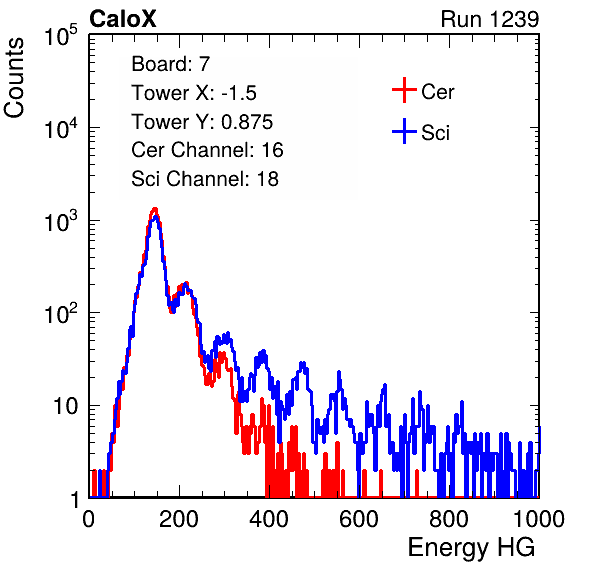 CaloX Run 1239
Counts
Board: 7
Tower X: -1.5
Tower Y: 0.875
Cer Channel: 16
Sci Channel: 18
Cer
Sci
10^5
10^4
10^3
10^2
10
1
0 200 400 600 800 1000
Energy HG